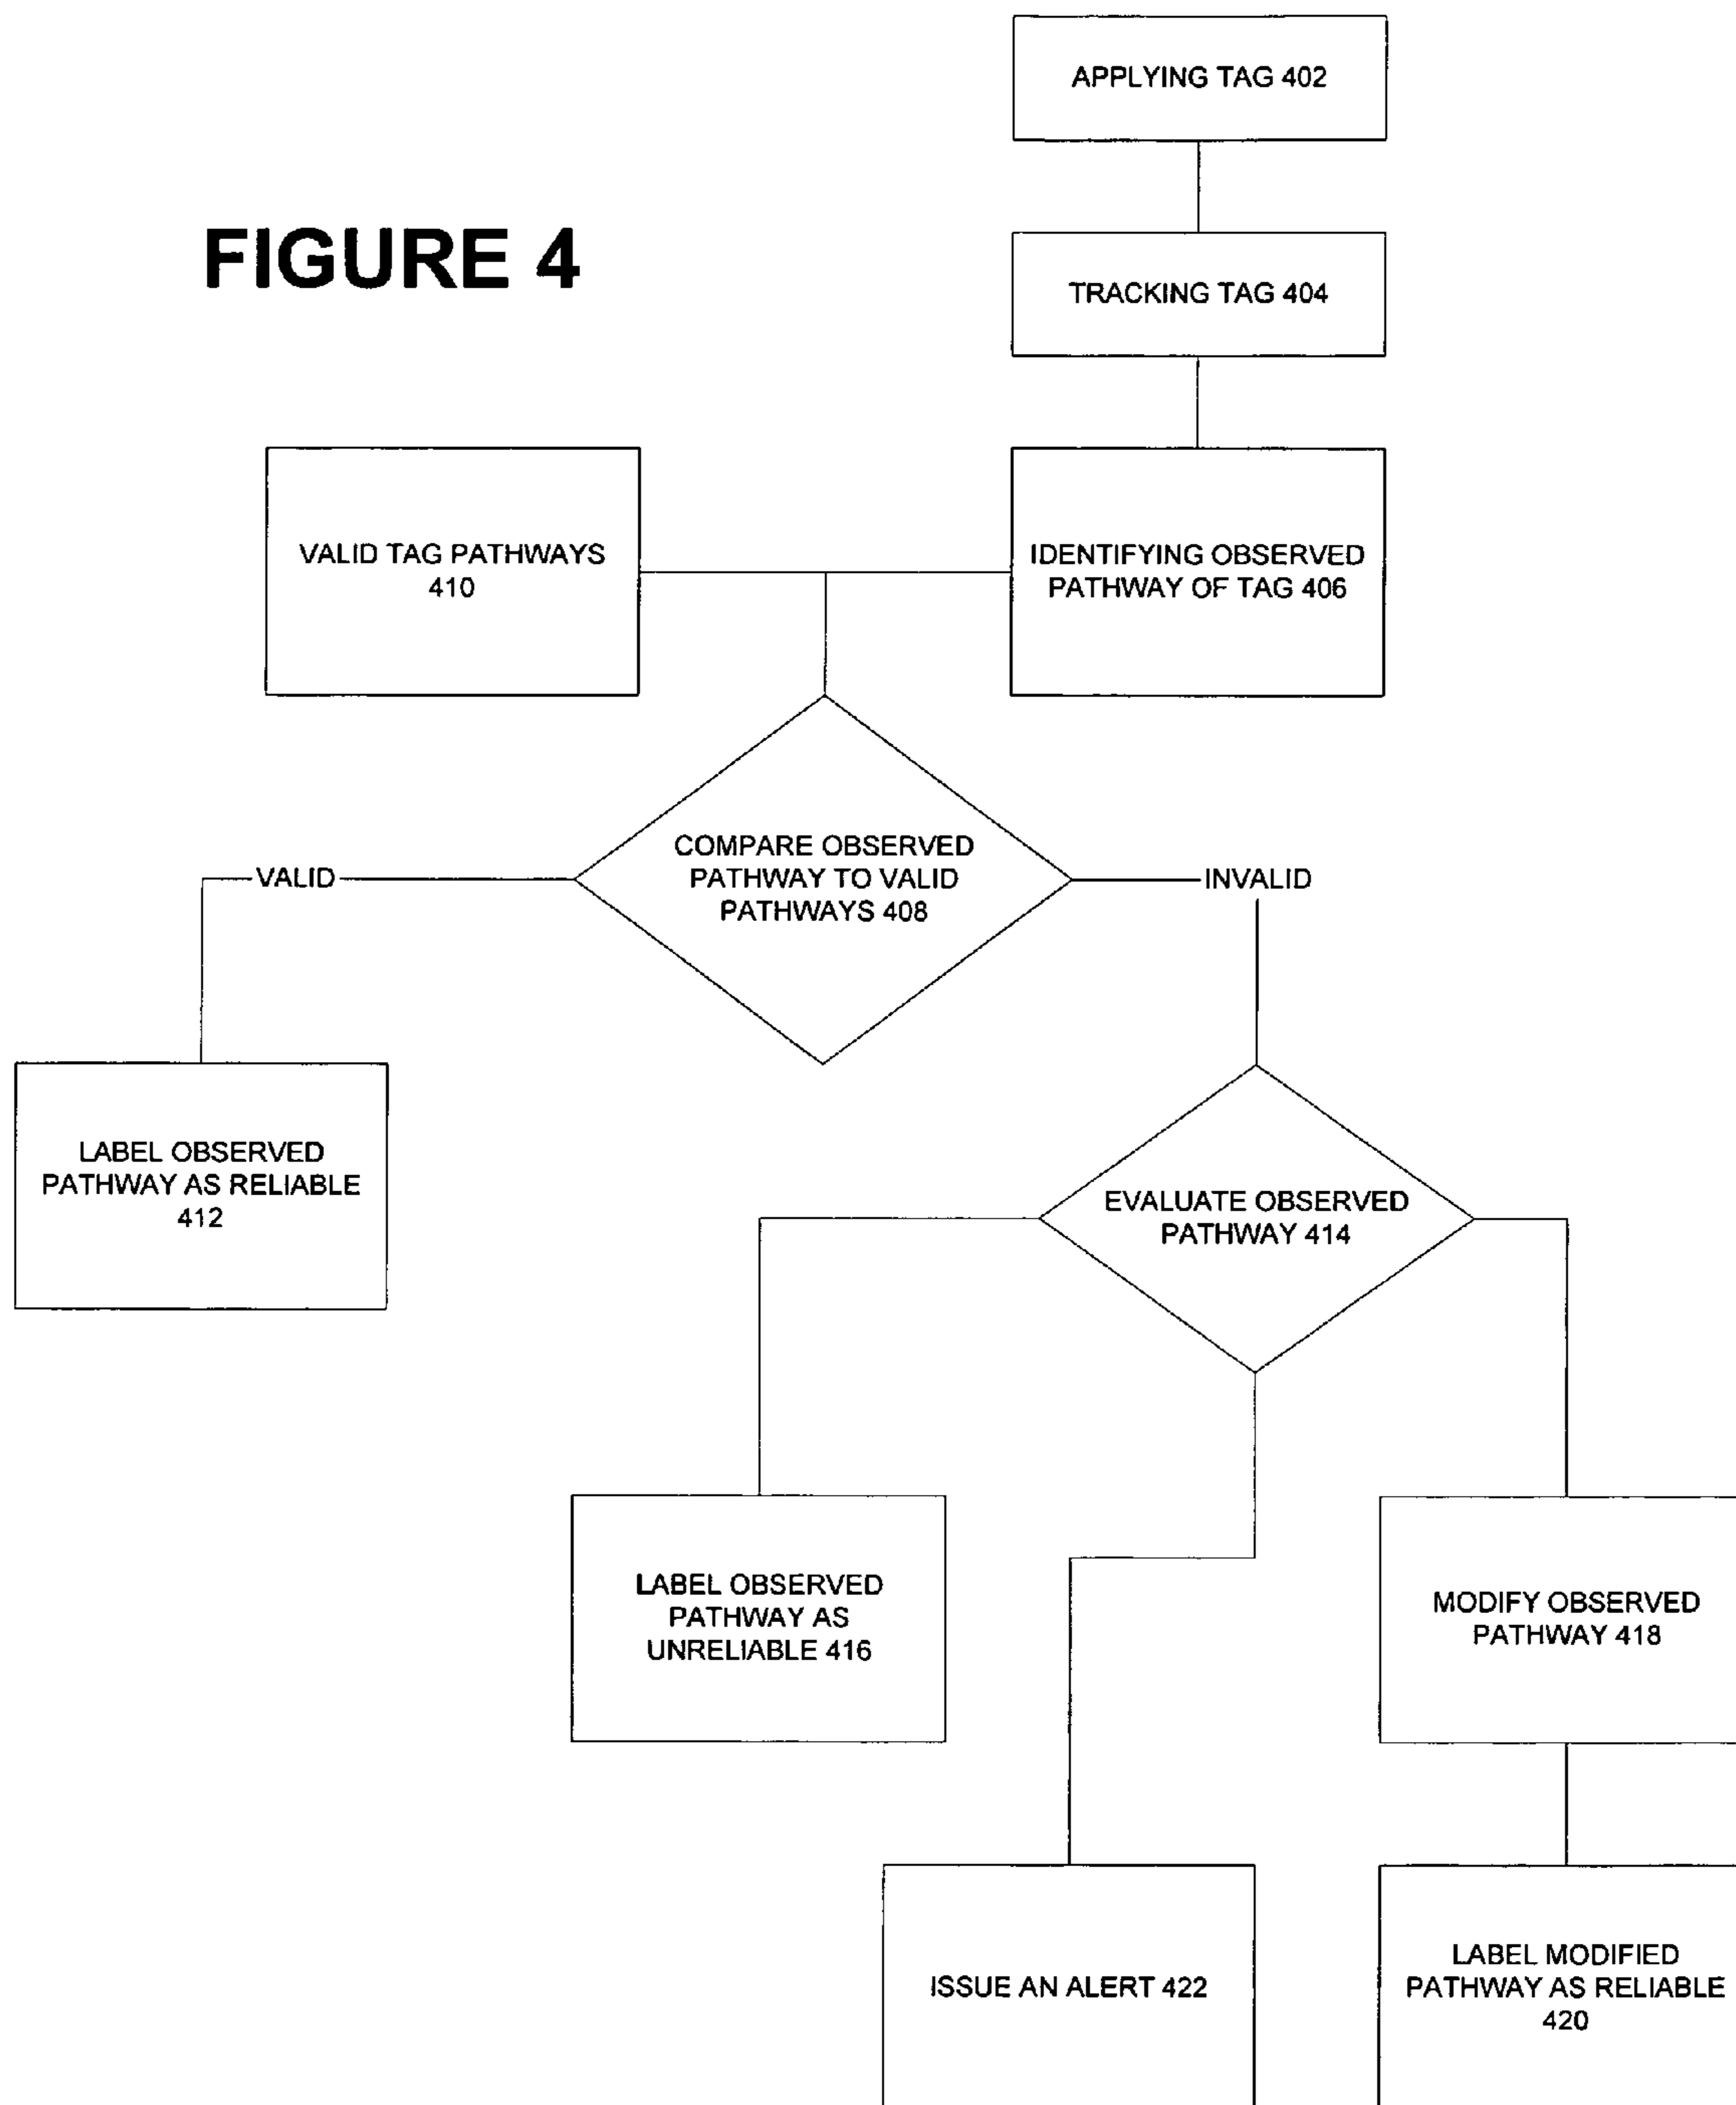 APPLYING TAG 402
FIGURE 4
TRACKING TAG 404
VALID TAG PATHWAYS
410
IDENTIFYING OBSERVED
PATHWAY OF TAG 406
COMPARE OBSERVED
PATHWAY TO VALID
PATHWAYS 408
VALID
INVALID
LABEL OBSERVED
PATHWAY AS RELIABLE
412
EVALUATE OBSERVED
PATHWAY 414
LABEL OBSERVED
PATHWAY AS
UNRELIABLE 416
MODIFY OBSERVED
PATHWAY 418
ISSUE AN ALERT 422
LABEL MODIFIED
PATHWAY AS RELIABLE
420